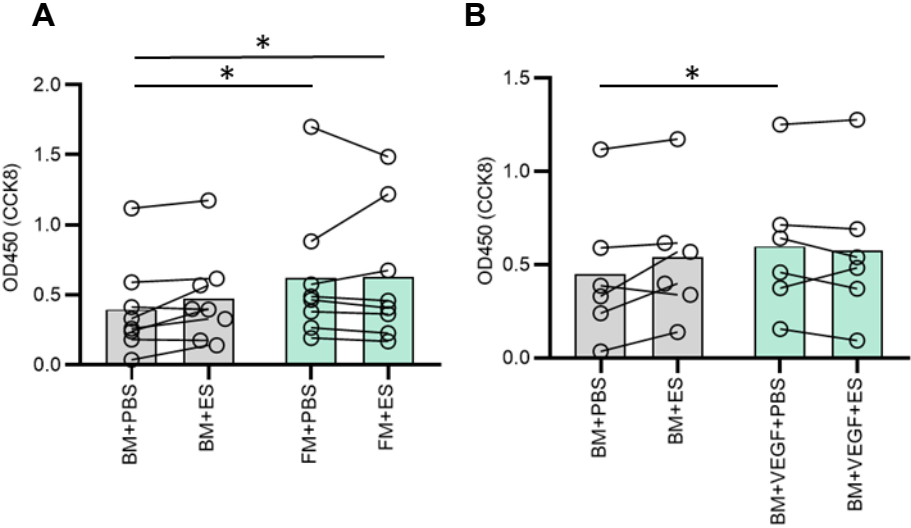 A
*
*
OD450 (CCK8)
2.0
1.5
1.0
0.5
0.0
BM+PBS
BM+ES
FM+PBS
FM+ES
B
*
OD450 (CCK8)
1.5
1.0
0.5
0.0
BM+PBS
BM+ES
BM+VEGF+PBS
BM+VEGF+ES